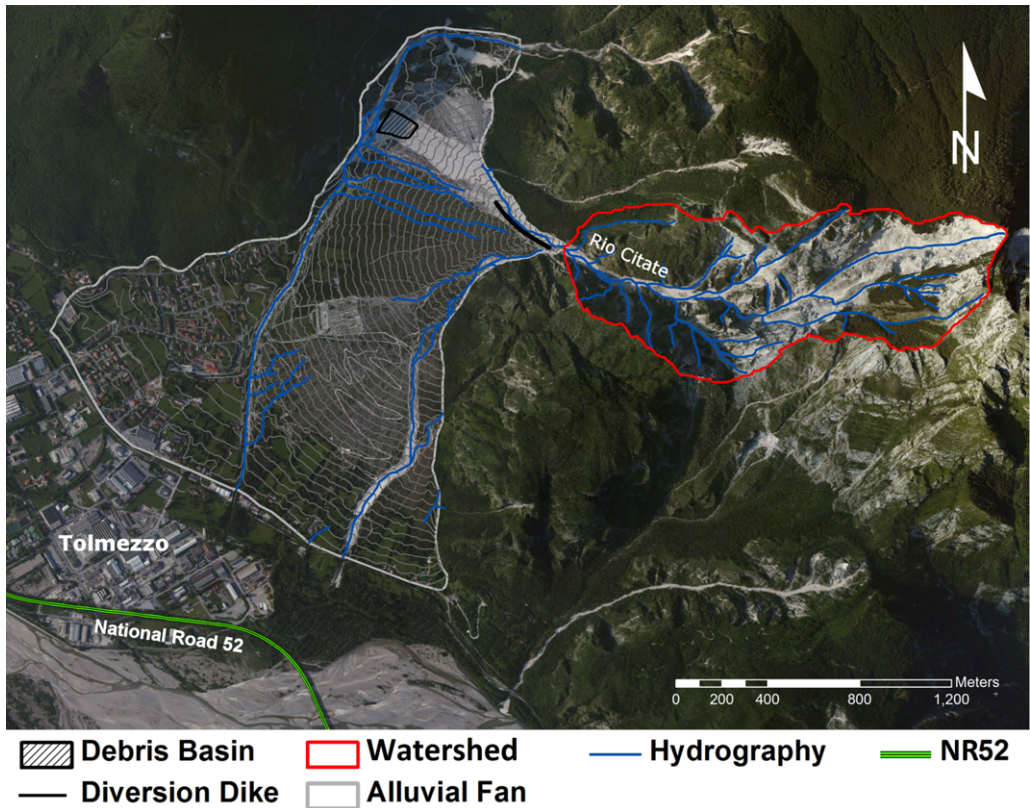 N
Rio Citate
Tolmezzo
National Road 52
Meters
0 200 400 800 1,200
Debris Basin Watershed Hydrography NR52
Diversion Dike Alluvial Fan